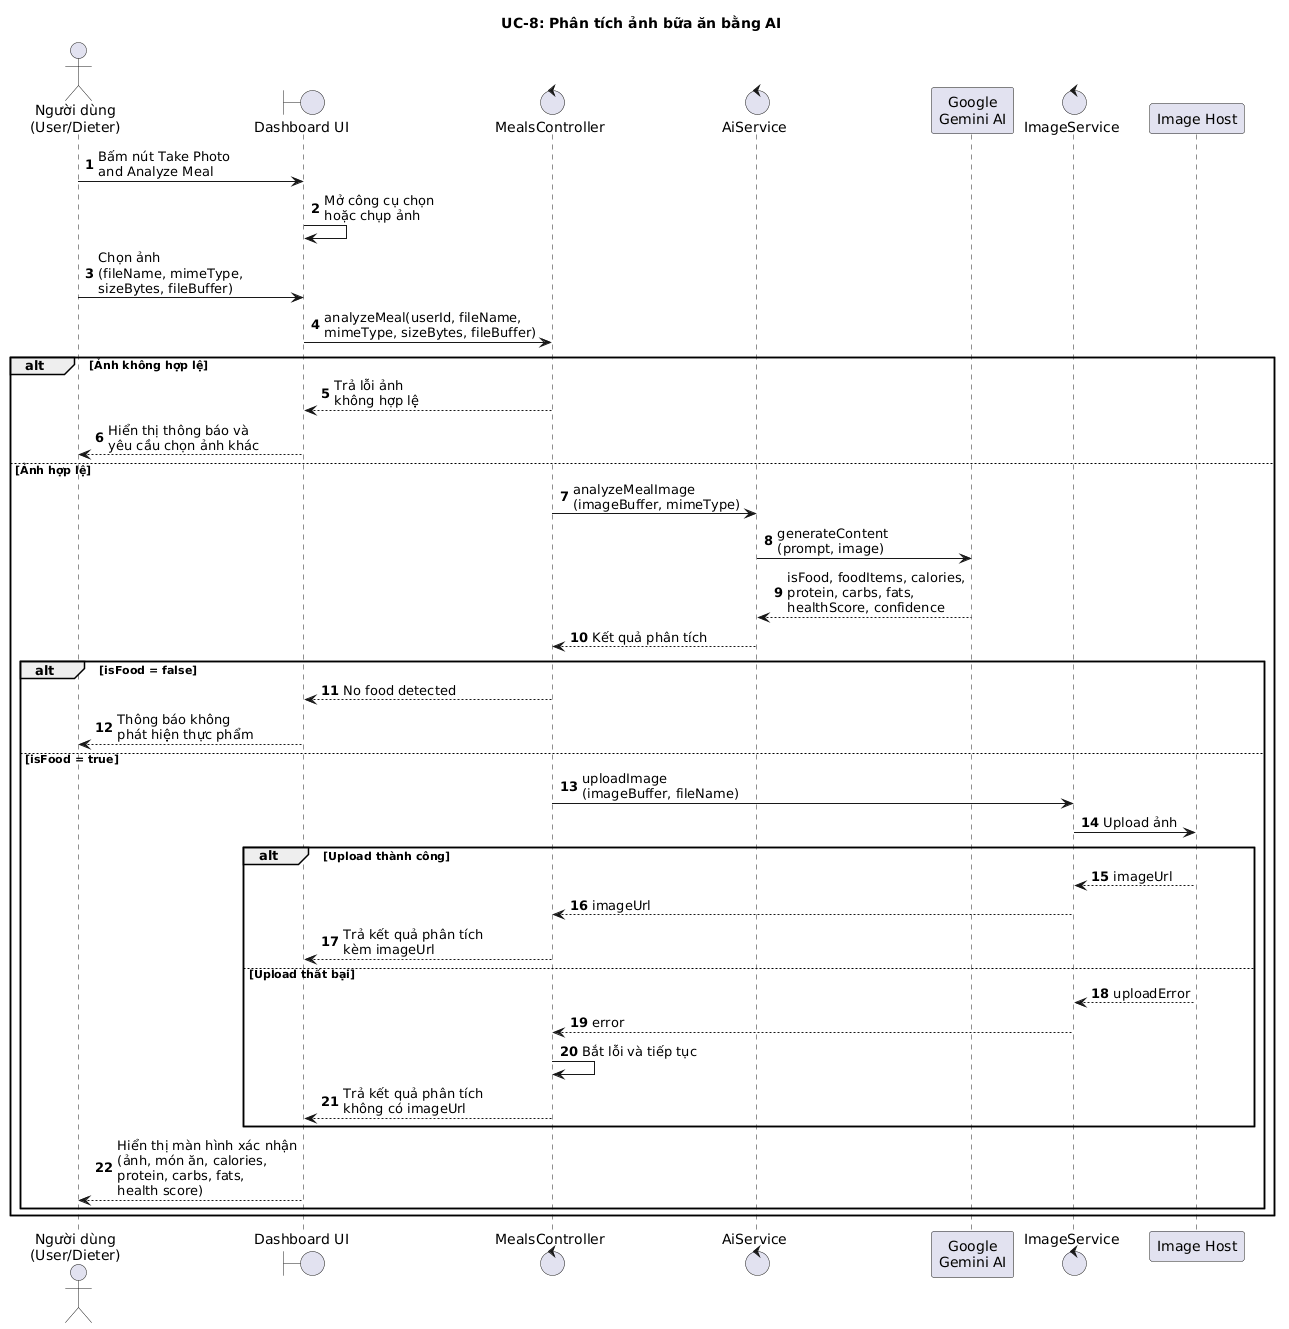 UC-8: Phân tích ảnh bữa ăn bằng AI
Người dùng
(User/Dieter)
Dashboard UI
MealsController
AiService
Google
Gemini AI
ImageService
Image Host
1 Bấm nút Take Photo
and Analyze Meal
2 Mở công cụ chọn
hoặc chụp ảnh
3 Chọn ảnh
(fileName, mimeType,
sizeBytes, fileBuffer)
4 analyzeMeal(userId, fileName,
mimeType, sizeBytes, fileBuffer)
alt [Ảnh không hợp lệ]
5 Trả lỗi ảnh
không hợp lệ
6 Hiển thị thông báo và
yêu cầu chọn ảnh khác
[Ảnh hợp lệ]
7 analyzeMealImage
(imageBuffer, mimeType)
8 generateContent
(prompt, image)
9 isFood, foodItems, calories,
protein, carbs, fats,
healthScore, confidence
10 Kết quả phân tích
alt [isFood = false]
11 No food detected
12 Thông báo không
phát hiện thực phẩm
[isFood = true]
13 uploadImage
(imageBuffer, fileName)
14 Upload ảnh
alt [Upload thành công]
15 imageUrl
16 imageUrl
17 Trả kết quả phân tích
kèm imageUrl
[Upload thất bại]
18 uploadError
19 error
20 Bắt lỗi và tiếp tục
21 Trả kết quả phân tích
không có imageUrl
22 Hiển thị màn hình xác nhận
(ảnh, món ăn, calories,
protein, carbs, fats,
health score)
Người dùng
(User/Dieter)
Dashboard UI
MealsController
AiService
Google
Gemini AI
ImageService
Image Host